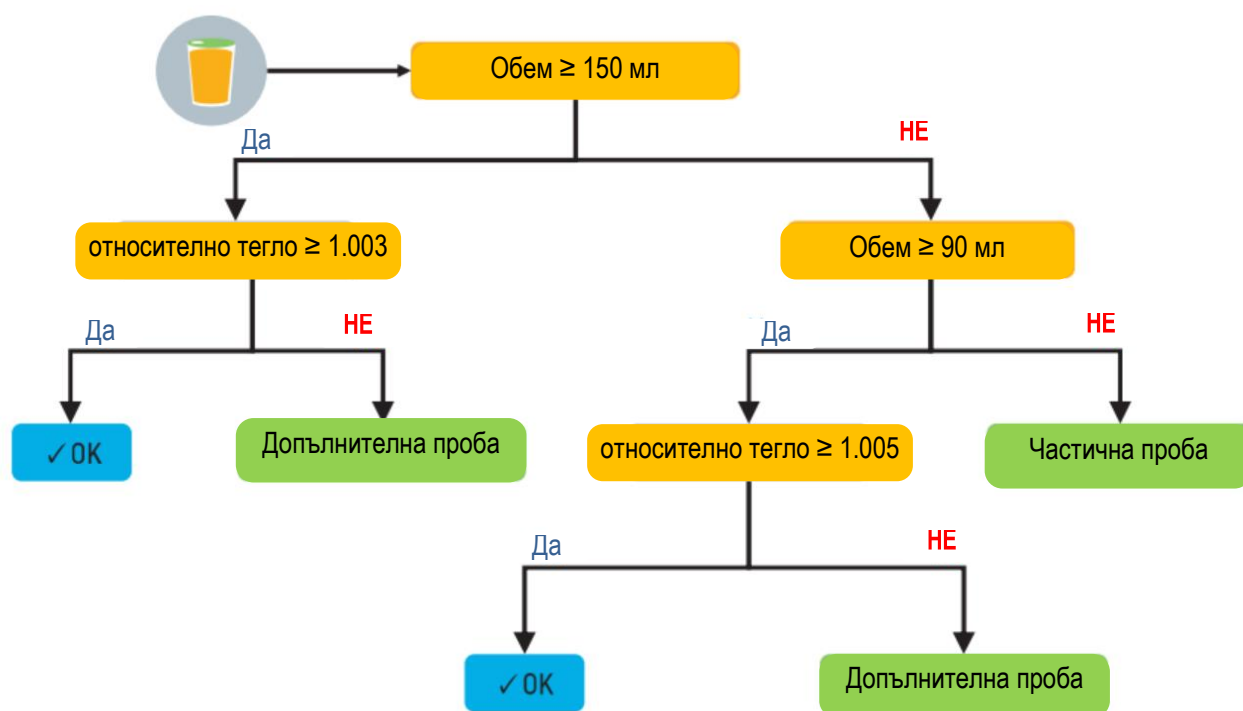 Обем ≥ 150 мл
Да
НЕ
относително тегло ≥ 1.003
Обем ≥ 90 мл
Да
НЕ
Да
НЕ
✓ OK
Допълнителна проба
относително тегло ≥ 1.005
Частична проба
Да
НЕ
✓ OK
Допълнителна проба